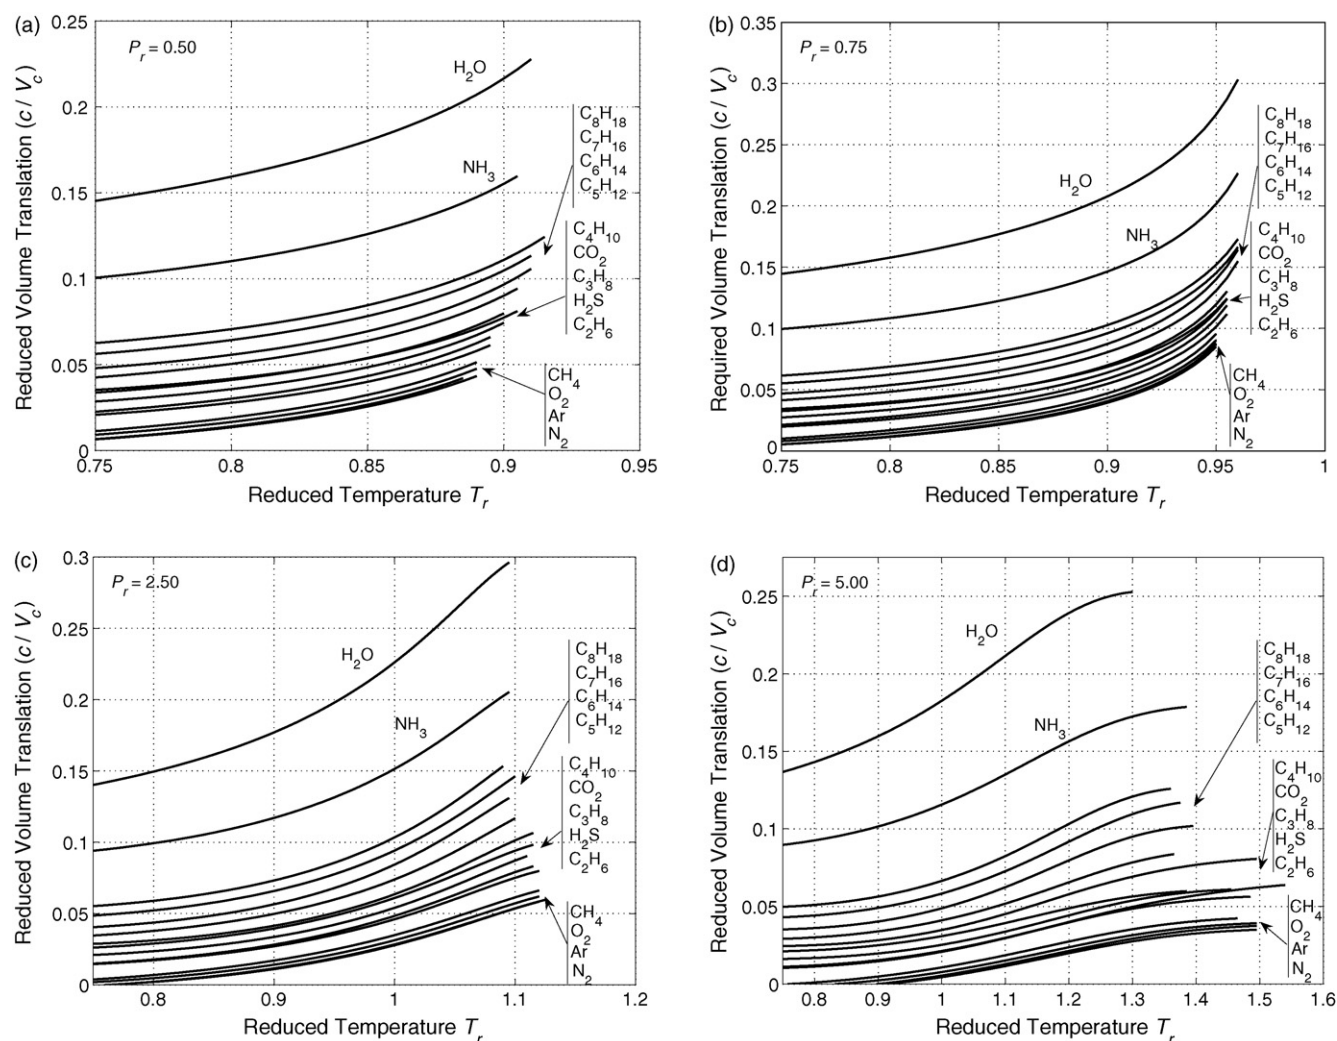 (a)
P_r = 0.50
Reduced Volume Translation (c / V_c)
0.25
0.2
0.15
0.1
0.05
0
0.75
0.8
0.85
0.9
0.95
Reduced Temperature T_r
H₂O
NH₃
C₈H₁₈
C₇H₁₆
C₆H₁₄
C₅H₁₂
C₄H₁₀
CO₂
C₃H₈
H₂S
C₂H₆
CH₄
O₂
Ar
N₂
(b)
P_r = 0.75
Required Volume Translation (c / V_c)
0.35
0.3
0.25
0.2
0.15
0.1
0.05
0
0.75
0.8
0.85
0.9
0.95
1
Reduced Temperature T_r
H₂O
NH₃
C₈H₁₈
C₇H₁₆
C₆H₁₄
C₅H₁₂
C₄H₁₀
CO₂
C₃H₈
H₂S
C₂H₆
CH₄
O₂
Ar
N₂
(c)
P_r = 2.50
Reduced Volume Translation (c / V_c)
0.3
0.25
0.2
0.15
0.1
0.05
0
0.8
0.9
1
1.1
1.2
Reduced Temperature T_r
H₂O
NH₃
C₈H₁₈
C₇H₁₆
C₆H₁₄
C₅H₁₂
C₄H₁₀
CO₂
C₃H₈
H₂S
C₂H₆
CH₄
O₂
Ar
N₂
(d)
P_r = 5.00
Reduced Volume Translation (c / V_c)
0.25
0.2
0.15
0.1
0.05
0
0.8
0.9
1
1.1
1.2
1.3
1.4
1.5
1.6
Reduced Temperature T_r
H₂O
NH₃
C₈H₁₈
C₇H₁₆
C₆H₁₄
C₅H₁₂
C₄H₁₀
CO₂
C₃H₈
H₂S
C₂H₆
CH₄
O₂
Ar
N₂